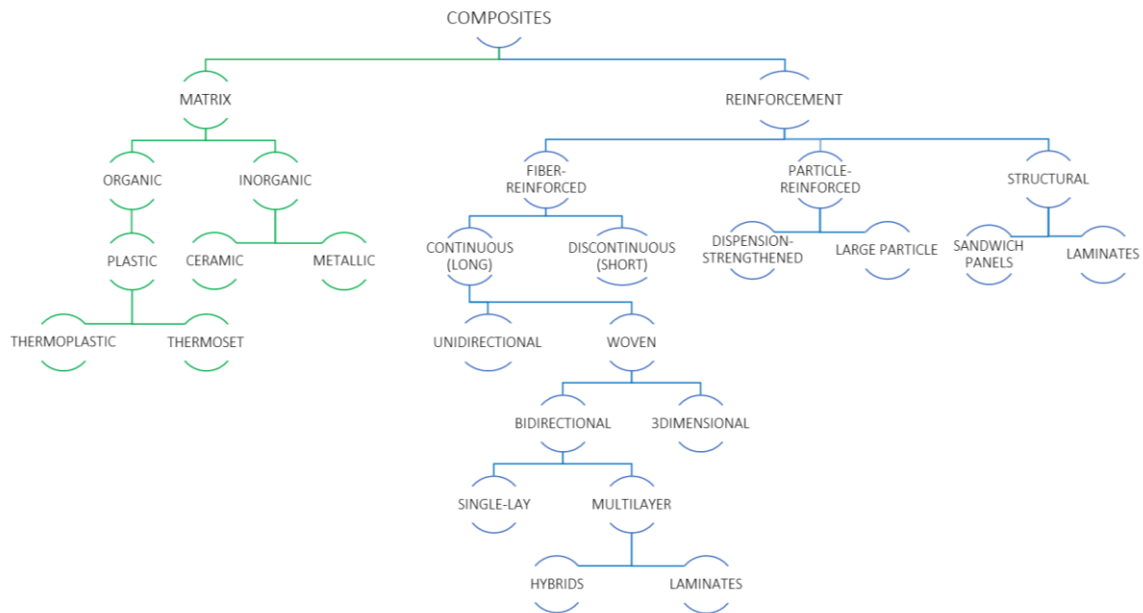 COMPOSITES
MATRIX
REINFORCEMENT
ORGANIC
INORGANIC
FIBER-
REINFORCED
PARTICLE-
REINFORCED
STRUCTURAL
PLASTIC
CERAMIC
METALLIC
CONTINUOUS
(LONG)
DISCONTINUOUS
(SHORT)
DISPENSION-
STRENGTHENED
LARGE PARTICLE
SANDWICH
PANELS
LAMINATES
THERMOPLASTIC
THERMOSET
UNIDIRECTIONAL
WOVEN
BIDIRECTIONAL
3DIMENSIONAL
SINGLE-LAY
MULTILAYER
HYBRIDS
LAMINATES